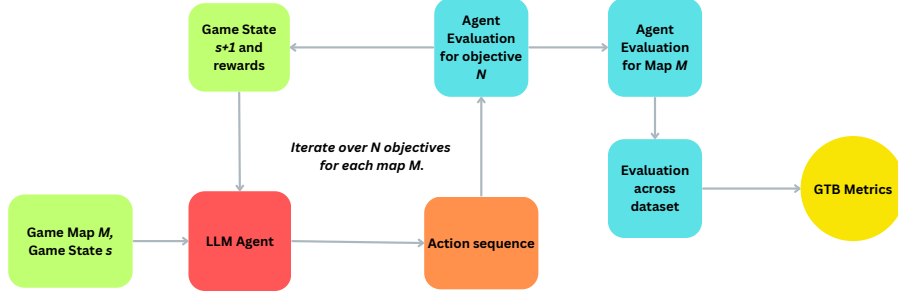 Game State
s+1 and
rewards
Agent
Evaluation
for objective
N
Agent
Evaluation
for Map M
Iterate over N objectives
for each map M.
Evaluation
across
dataset
GTB Metrics
Game Map M,
Game State s
LLM Agent
Action sequence